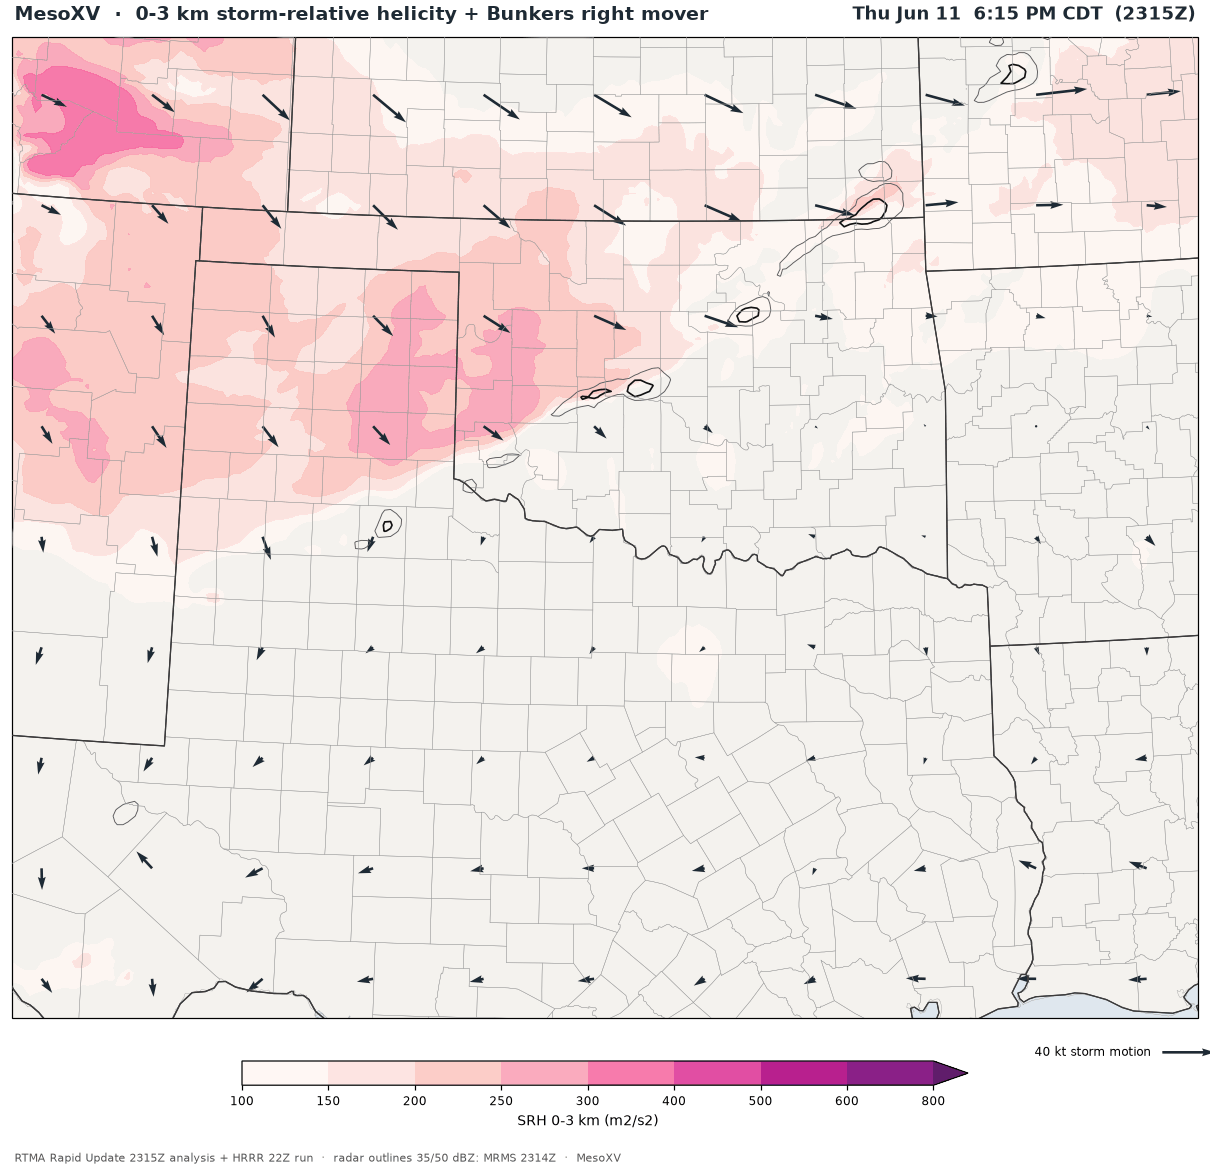 MesoXV · 0-3 km storm-relative helicity + Bunkers right mover
Thu Jun 11 6:15 PM CDT (2315Z)
40 kt storm motion
100 150 200 250 300 400 500 600 800
SRH 0-3 km (m2/s2)
RTMA Rapid Update 2315Z analysis + HRRR 22Z run · radar outlines 35/50 dBZ: MRMS 2314Z · MesoXV